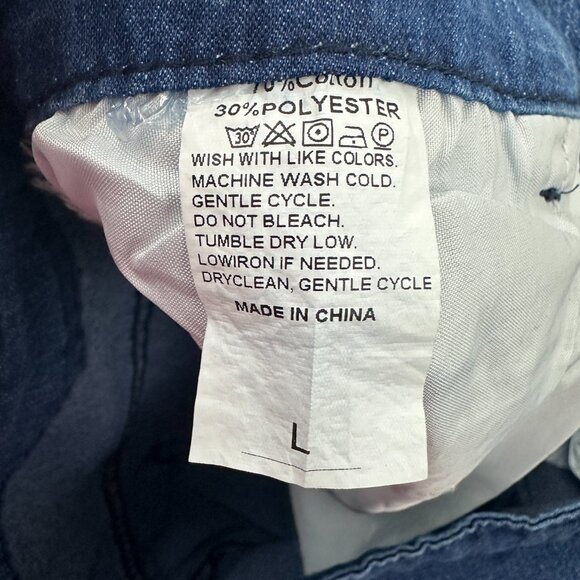 70%Cotton
30%POLYESTER
30 P
WISH WITH LIKE COLORS.
MACHINE WASH COLD.
GENTLE CYCLE.
DO NOT BLEACH.
TUMBLE DRY LOW.
LOWIRON IF NEEDED.
DRYCLEAN, GENTLE CYCLE
MADE IN CHINA
L